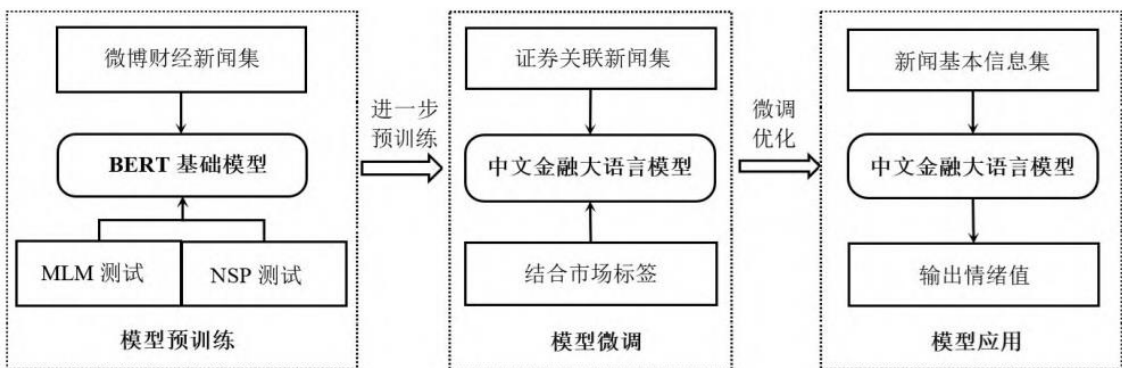 微博财经新闻集
BERT 基础模型
MLM 测试
NSP 测试
模型预训练
进一步
预训练
证券关联新闻集
中文金融大语言模型
结合市场标签
模型微调
微调
优化
新闻基本信息集
中文金融大语言模型
输出情绪值
模型应用